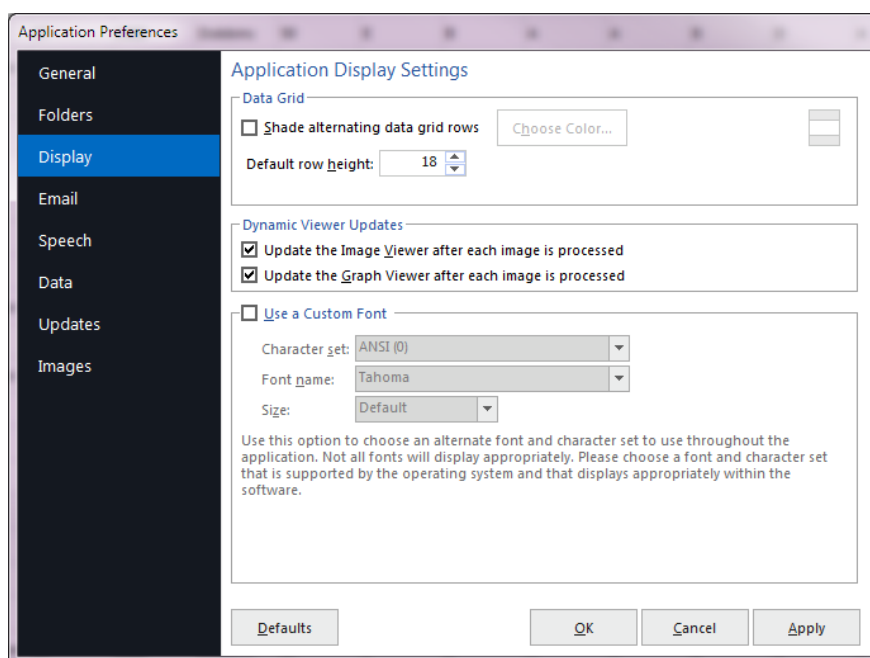 Application Preferences
General
Folders
Display
Email
Speech
Data
Updates
Images
Application Display Settings
Data Grid
Shade alternating data grid rows
Choose Color...
Default row height: 18
Dynamic Viewer Updates
Update the Image Viewer after each image is processed
Update the Graph Viewer after each image is processed
Use a Custom Font
Character set: ANSI (0)
Font name: Tahoma
Size: Default
Use this option to choose an alternate font and character set to use throughout the
application. Not all fonts will display appropriately. Please choose a font and character set
that is supported by the operating system and that displays appropriately within the
software.
Defaults
OK
Cancel
Apply